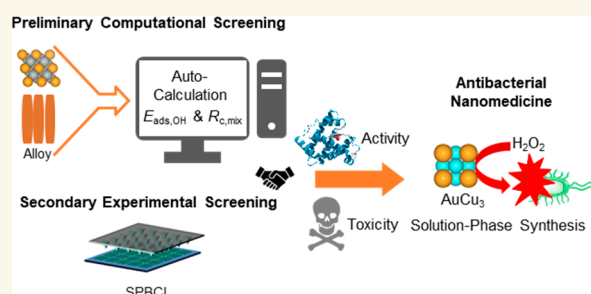 Preliminary Computational Screening
Alloy
Auto-
Calculation
Eads,OH & Rc,mix
Secondary Experimental Screening
SPBCL
Activity
Toxicity
Antibacterial
Nanomedicine
H2O2
AuCu3
Solution-Phase Synthesis